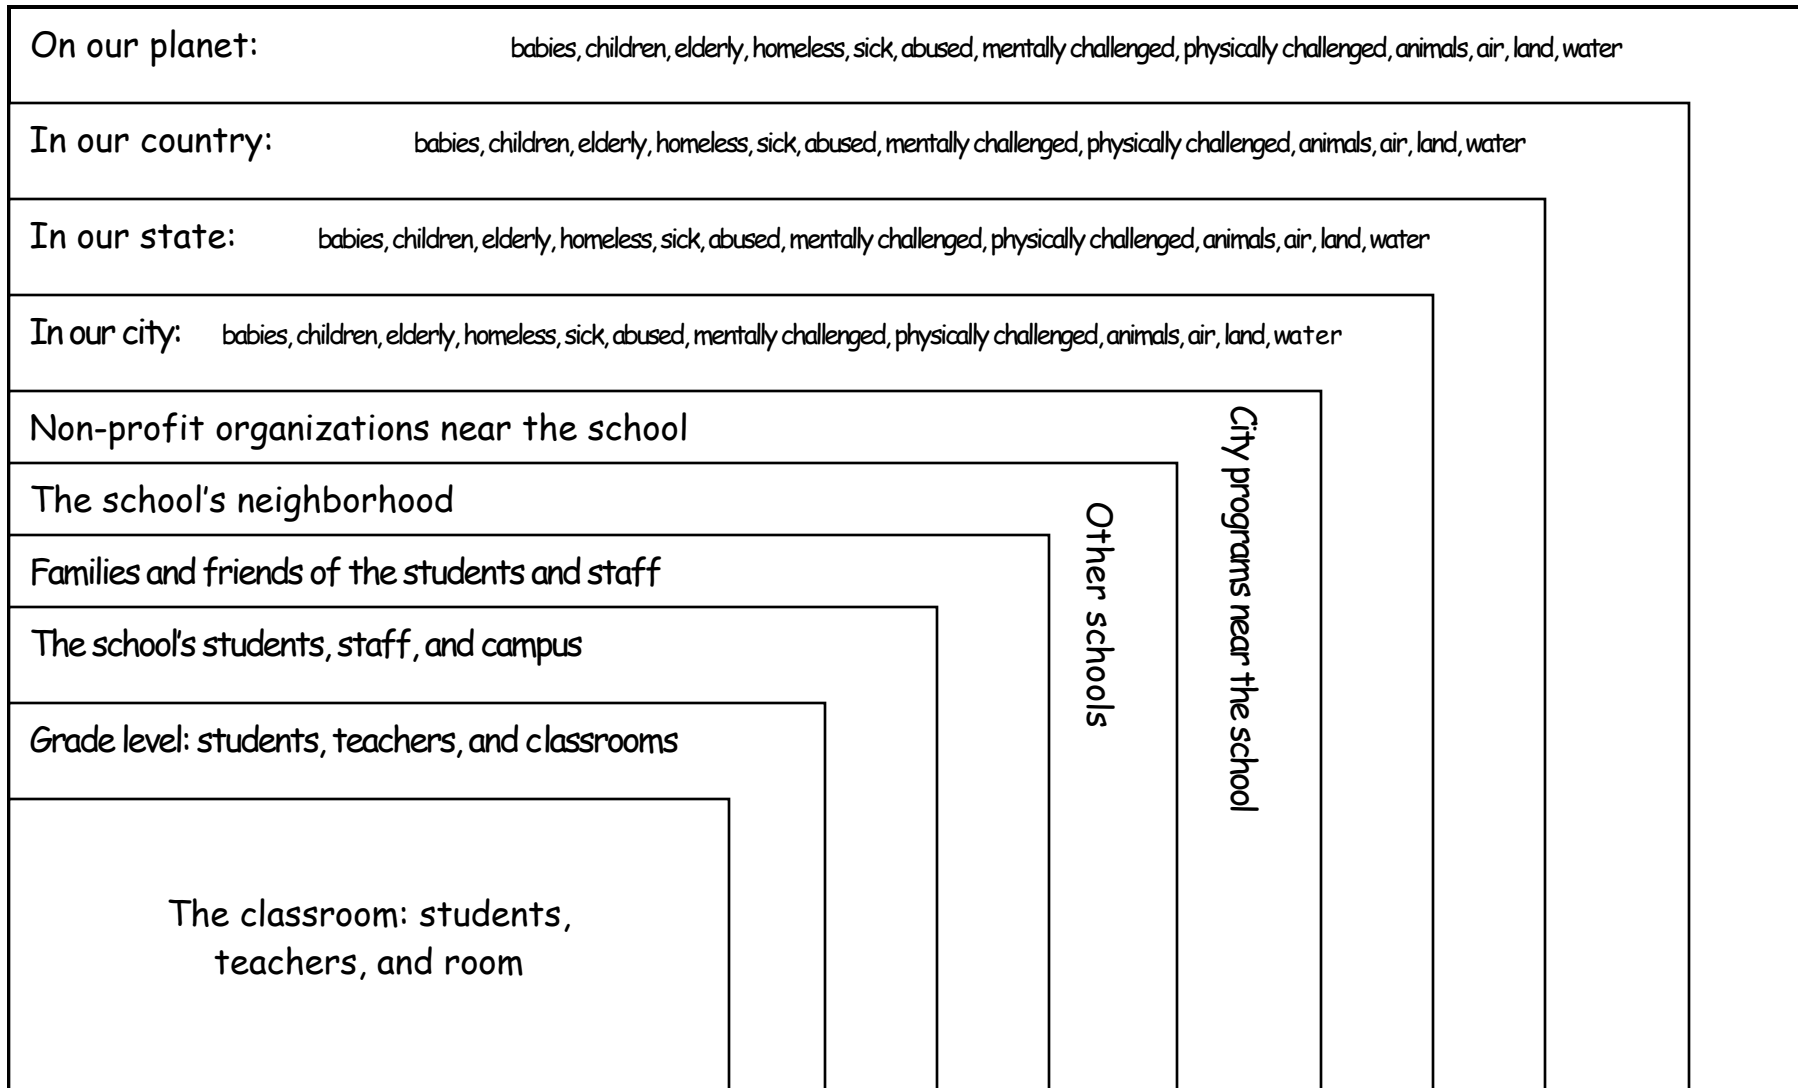 On our planet: babies, children, elderly, homeless, sick, abused, mentally challenged, physically challenged, animals, air, land, water
In our country: babies, children, elderly, homeless, sick, abused, mentally challenged, physically challenged, animals, air, land, water
In our state: babies, children, elderly, homeless, sick, abused, mentally challenged, physically challenged, animals, air, land, water
In our city: babies, children, elderly, homeless, sick, abused, mentally challenged, physically challenged, animals, air, land, water
Non-profit organizations near the school
City programs near the school
The school's neighborhood
Other schools
Families and friends of the students and staff
The school's students, staff, and campus
Grade level: students, teachers, and classrooms
The classroom: students,
teachers, and room